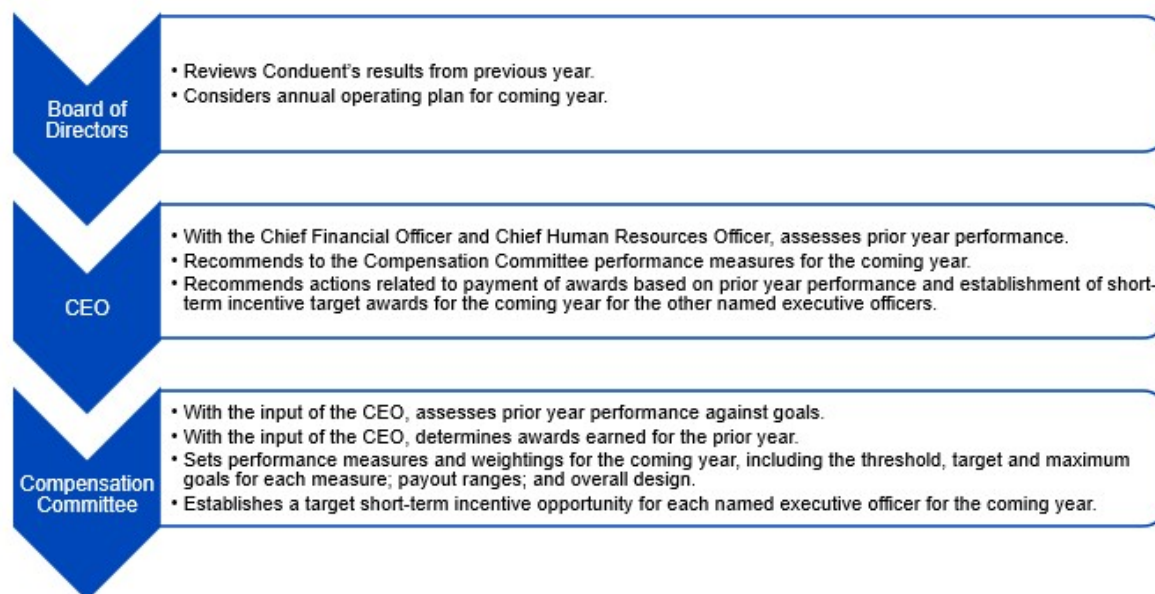 Board of
Directors
• Reviews Conduent's results from previous year.
• Considers annual operating plan for coming year.
CEO
• With the Chief Financial Officer and Chief Human Resources Officer, assesses prior year performance.
• Recommends to the Compensation Committee performance measures for the coming year.
• Recommends actions related to payment of awards based on prior year performance and establishment of short-
term incentive target awards for the coming year for the other named executive officers.
Compensation
Committee
• With the input of the CEO, assesses prior year performance against goals.
• With the input of the CEO, determines awards earned for the prior year.
• Sets performance measures and weightings for the coming year, including the threshold, target and maximum
goals for each measure; payout ranges; and overall design.
• Establishes a target short-term incentive opportunity for each named executive officer for the coming year.